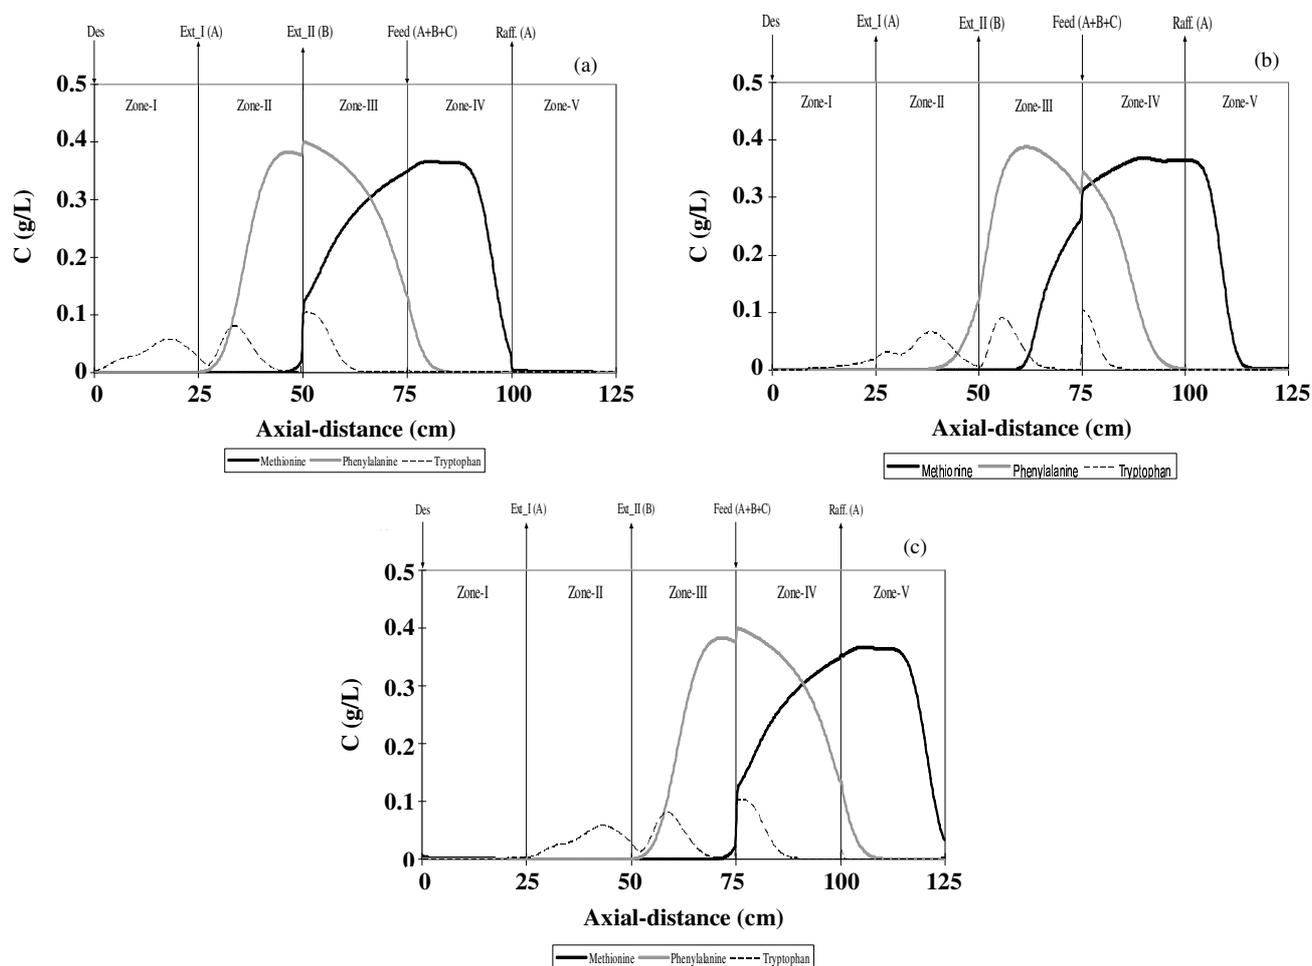 Des Ext_I (A) Ext_II (B) Feed (A+B+C) Raff. (A)
(a)
0.5
Zone-I Zone-II Zone-III Zone-IV Zone-V
0.4
0.3
0.2
0.1
0
C (g/L)
0 25 50 75 100 125
Axial-distance (cm)
Methionine Phenylalanine Tryptophan
Des Ext_I (A) Ext_II (B) Feed (A+B+C) Raff. (A)
(b)
0.5
Zone-I Zone-II Zone-III Zone-IV Zone-V
0.4
0.3
0.2
0.1
0
C (g/L)
0 25 50 75 100 125
Axial-distance (cm)
Methionine Phenylalanine Tryptophan
Des Ext_I (A) Ext_II (B) Feed (A+B+C) Raff. (A)
(c)
0.5
Zone-I Zone-II Zone-III Zone-IV Zone-V
0.4
0.3
0.2
0.1
0
C (g/L)
0 25 50 75 100 125
Axial-distance (cm)
Methionine Phenylalanine Tryptophan